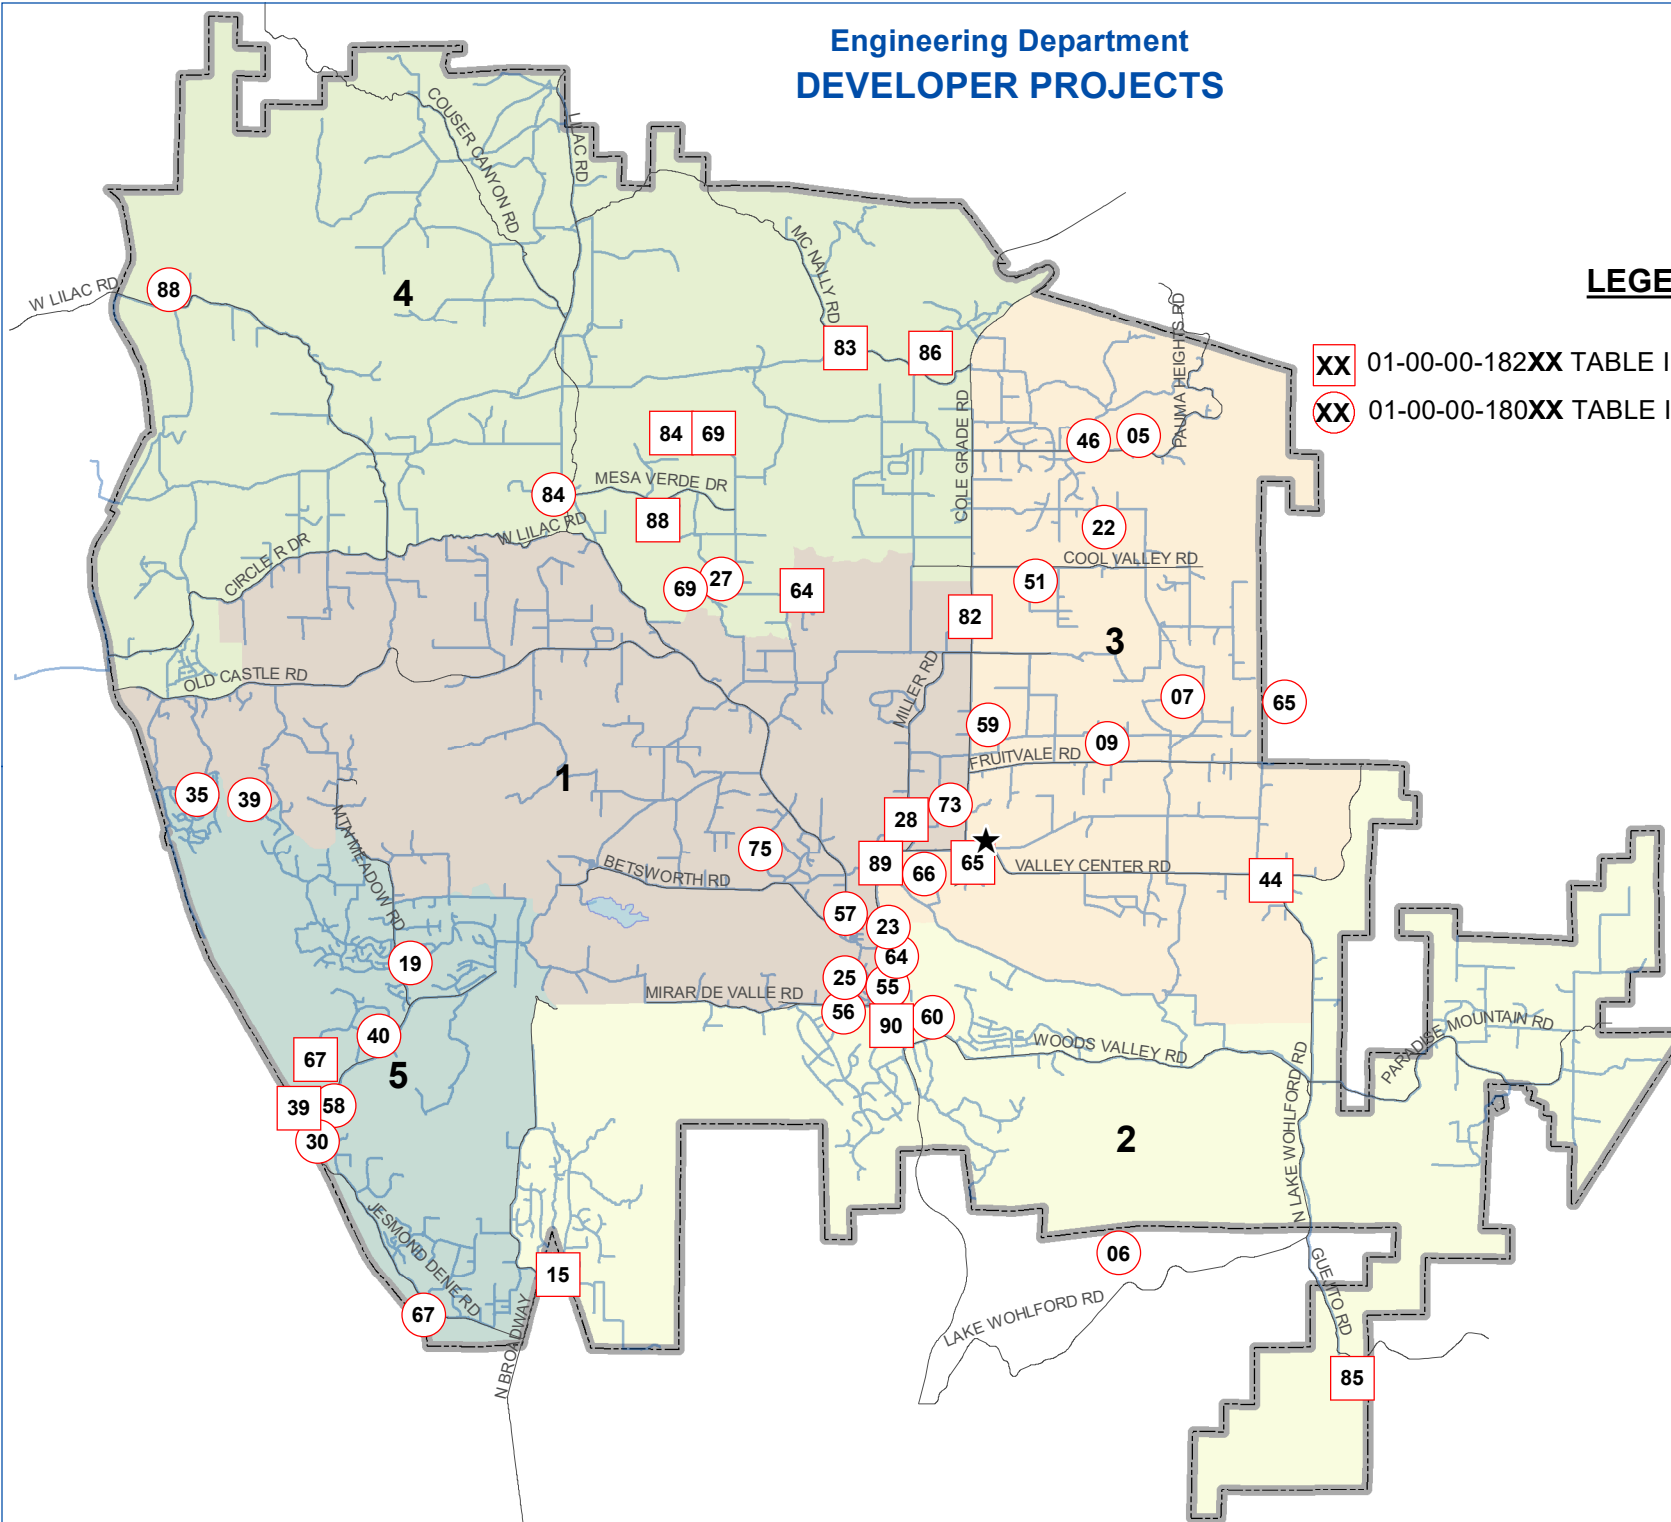 Engineering Department
DEVELOPER PROJECTS
COUSER CANYON RD
LILAC RD
MC NALLY RD
W LILAC RD
88
4
LEGE
PAUMA HEIGHTS RD
83
86
XX 01-00-00-182XX TABLE I
XX 01-00-00-180XX TABLE I
COLE GRADE RD
84
69
46
05
MESA VERDE DR
84
88
W LILAC RD
22
CIRCLE R DR
COOL VALLEY RD
69
27
64
51
82
3
OLD CASTLE RD
MILLER RD
07
65
59
09
FRUITVALE RD
1
35
39
MTN MEADOW RD
28
73
75
BETSWORTH RD
89
66
65
VALLEY CENTER RD
44
57
23
19
64
25
55
MIRAR DE VALLE RD
56
90
60
WOODS VALLEY RD
PARADISE MOUNTAIN RD
40
67
5
39
58
30
2
N LAKE WOHLFORD RD
JESMOND DENE RD
15
06
GUEJITO RD
67
N BROADWAY
LAKE WOHLFORD RD
85